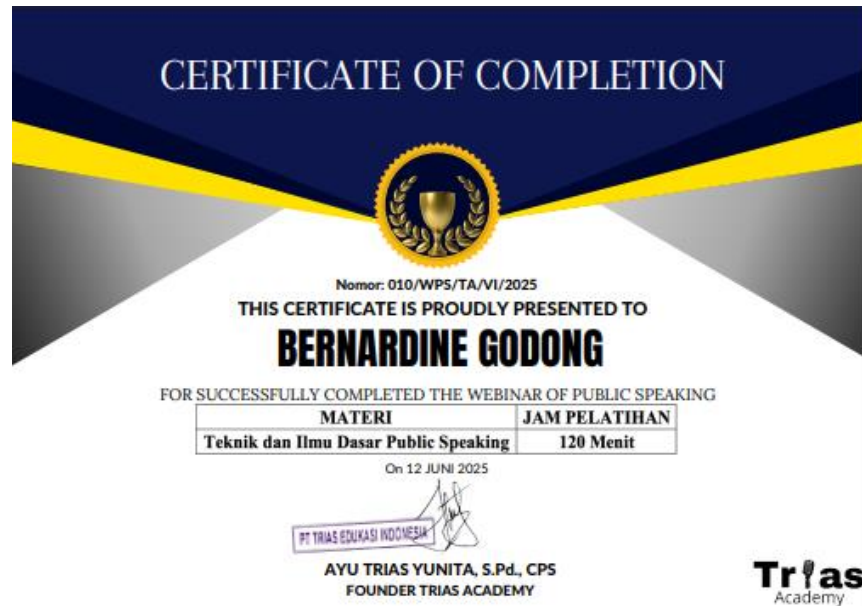 CERTIFICATE OF COMPLETION
Nomor: 010/WPS/TA/VI/2025
THIS CERTIFICATE IS PROUDLY PRESENTED TO
BERNARDINE GODONG
FOR SUCCESSFULLY COMPLETED THE WEBINAR OF PUBLIC SPEAKING
MATERI JAM PELATIHAN
Teknik dan Ilmu Dasar Public Speaking 120 Menit
On 12 JUNI 2025
PT TRIAS EDUKASI INDONESIA
AYU TRIAS YUNITA, S.Pd., CPS
FOUNDER TRIAS ACADEMY
Trias
Academy